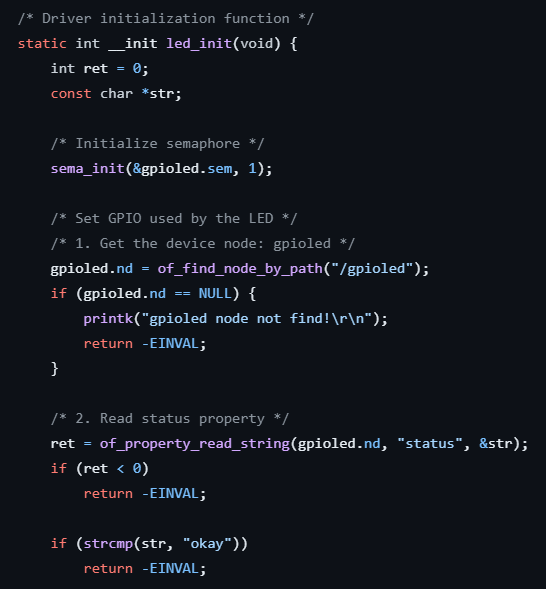 /* Driver initialization function */
static int __init led_init(void) {
    int ret = 0;
    const char *str;

    /* Initialize semaphore */
    sema_init(&gpioled.sem, 1);

    /* Set GPIO used by the LED */
    /* 1. Get the device node: gpioled */
    gpioled.nd = of_find_node_by_path("/gpioled");
    if (gpioled.nd == NULL) {
        printk("gpioled node not find!\r\n");
        return -EINVAL;
    }

    /* 2. Read status property */
    ret = of_property_read_string(gpioled.nd, "status", &str);
    if (ret < 0)
        return -EINVAL;

    if (strcmp(str, "okay"))
        return -EINVAL;